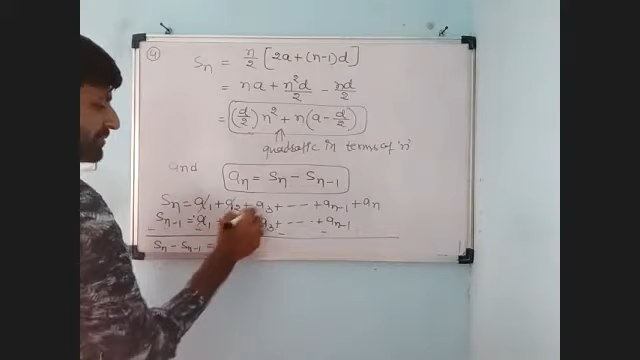 4
Sn = n/2 [2a + (n-1)d]
= na + n²d/2 - nd/2
= (d/2) n² + n(a - d/2)
quadratic in terms of 'n'
and
an = Sn - Sn-1
Sn = a1 + a2 + a3 + ---- + an-1 + an
Sn-1 = a1 + a3 + ---- + an-1
Sn - Sn-1 =